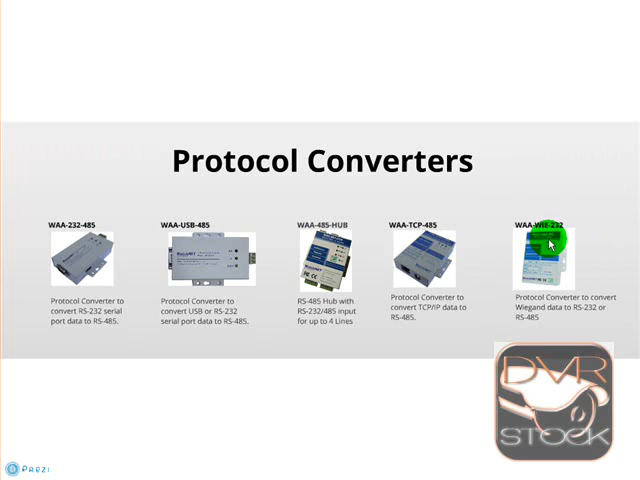 Protocol Converters
WAA-232-485
WAA-USB-485
WAA-485-HUB
WAA-TCP-485
WAA-WIE-232
Protocol Converter to
convert RS-232 serial
port data to RS-485.
Protocol Converter to
convert USB or RS-232
serial port data to RS-485.
RS-485 Hub with
RS-232/485 input
for up to 4 Lines
Protocol Converter to
convert TCP/IP data to
RS-485.
Protocol Converter to convert
Wiegand data to RS-232 or
RS-485
DVR
STOCK
PREZI